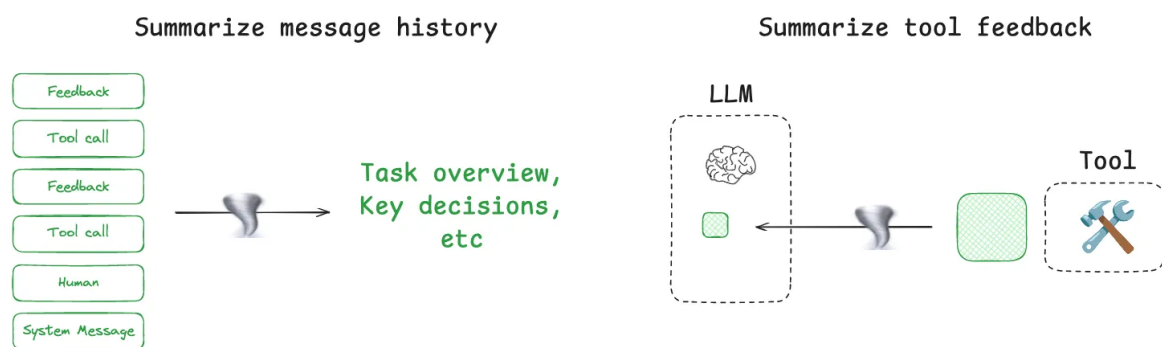 Summarize message history
Feedback
Tool call
Feedback
Tool call
Human
System Message
Task overview,
Key decisions,
etc
Summarize tool feedback
LLM
Tool